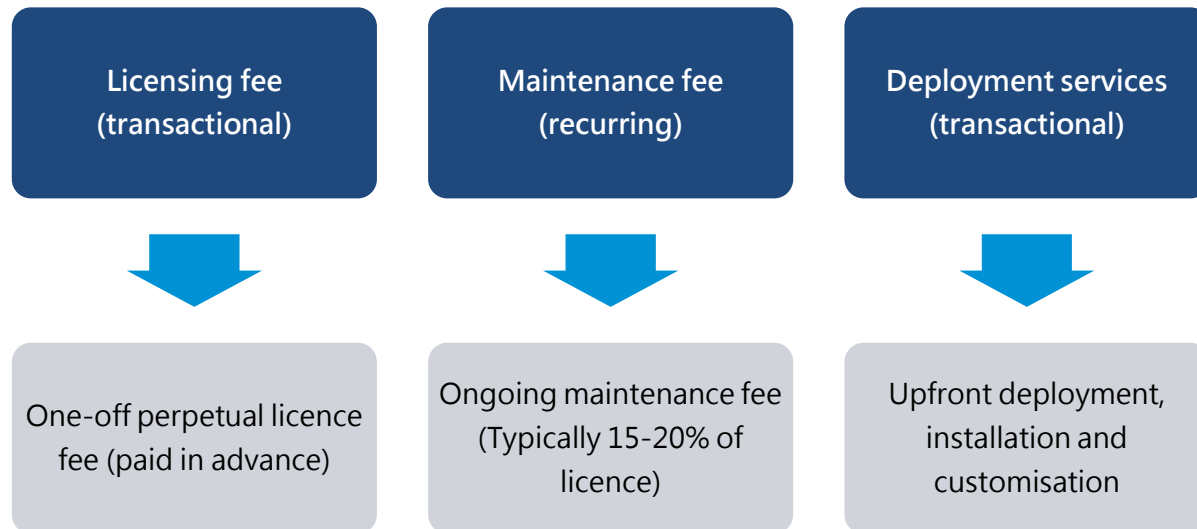 Licensing fee
(transactional)
Maintenance fee
(recurring)
Deployment services
(transactional)
One-off perpetual licence
fee (paid in advance)
Ongoing maintenance fee
(Typically 15-20% of
licence)
Upfront deployment,
installation and
customisation